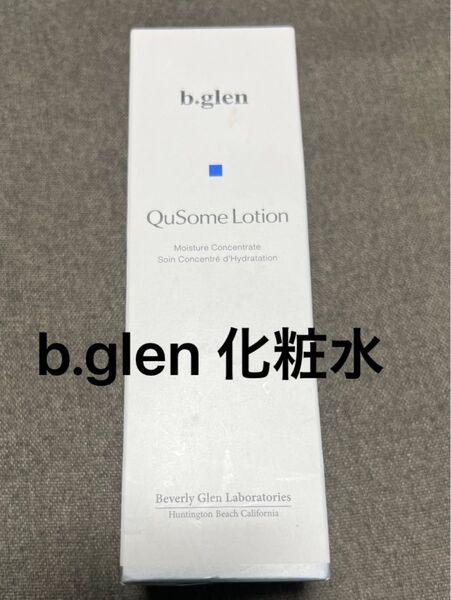 b.glen
QuSome Lotion
Moisture Concentrate
Soin Concentré d'Hydratation
b.glen 化粧水
Beverly Glen Laboratories
Huntington Beach California